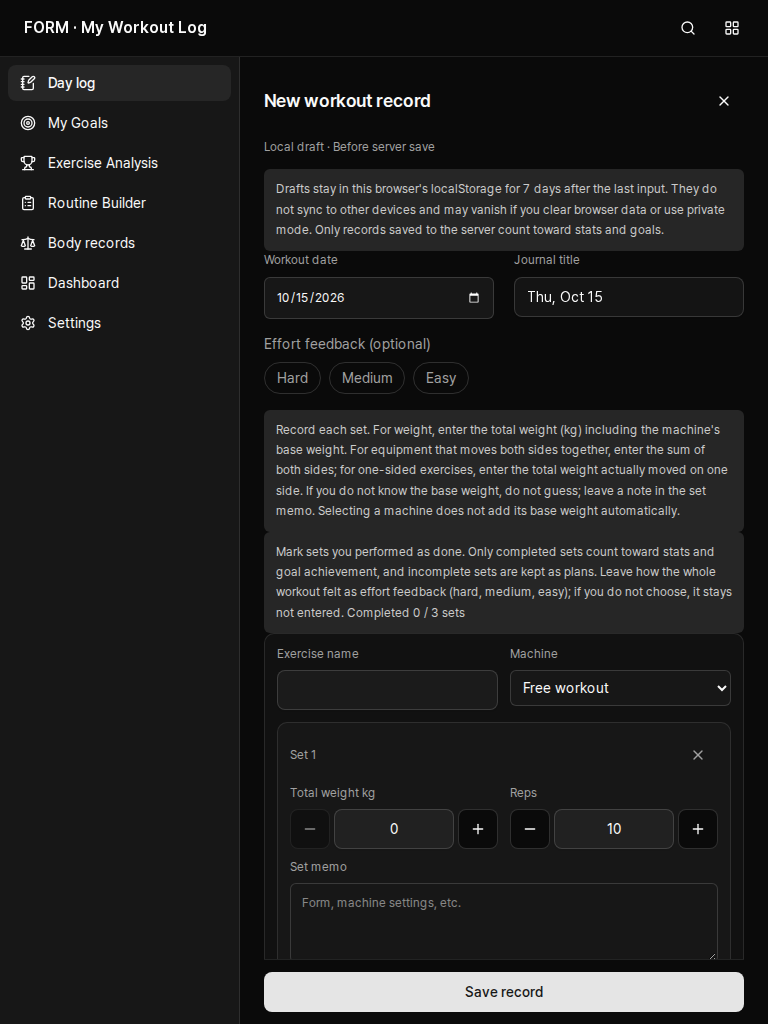 FORM · My Workout Log
Day log
My Goals
Exercise Analysis
Routine Builder
Body records
Dashboard
Settings
New workout record
Local draft · Before server save
Drafts stay in this browser's localStorage for 7 days after the last input. They do
not sync to other devices and may vanish if you clear browser data or use private
mode. Only records saved to the server count toward stats and goals.
Workout date
Journal title
10/15/2026
Thu, Oct 15
Effort feedback (optional)
Hard
Medium
Easy
Record each set. For weight, enter the total weight (kg) including the machine's
base weight. For equipment that moves both sides together, enter the sum of
both sides; for one-sided exercises, enter the total weight actually moved on one
side. If you do not know the base weight, do not guess; leave a note in the set
memo. Selecting a machine does not add its base weight automatically.
Mark sets you performed as done. Only completed sets count toward stats and
goal achievement, and incomplete sets are kept as plans. Leave how the whole
workout felt as effort feedback (hard, medium, easy); if you do not choose, it stays
not entered. Completed 0 / 3 sets
Exercise name
Machine
Free workout
Set 1
Total weight kg
Reps
0
10
Set memo
Form, machine settings, etc.
Save record